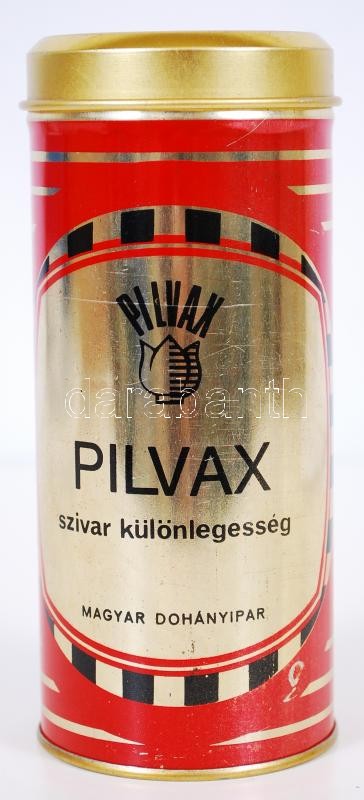 PILVAX
darabanth
PILVAX
szivar különlegesség
MAGYAR DOHÁNYIPAR